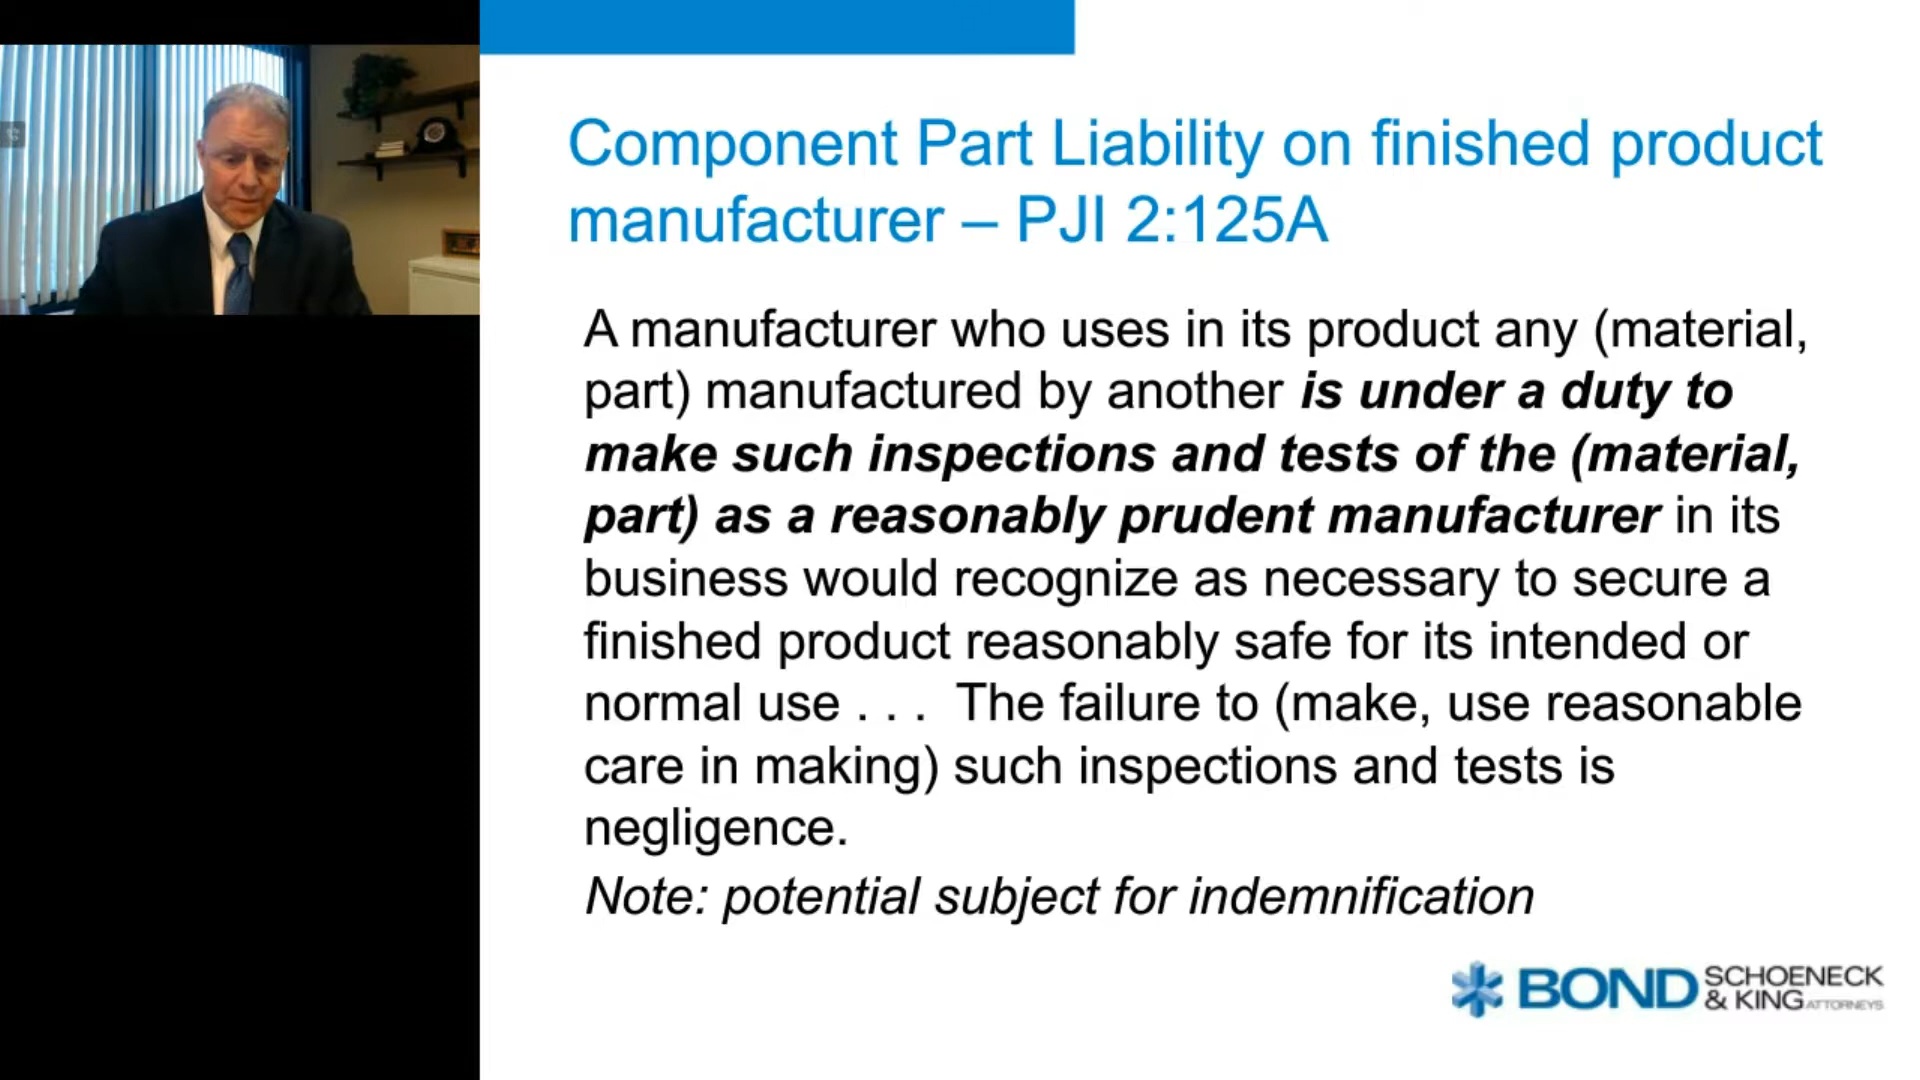 Component Part Liability on finished product
manufacturer – PJI 2:125A
A manufacturer who uses in its product any (material,
part) manufactured by another is under a duty to
make such inspections and tests of the (material,
part) as a reasonably prudent manufacturer in its
business would recognize as necessary to secure a
finished product reasonably safe for its intended or
normal use . . .  The failure to (make, use reasonable
care in making) such inspections and tests is
negligence.
Note: potential subject for indemnification
BOND SCHOENECK
& KING ATTORNEYS